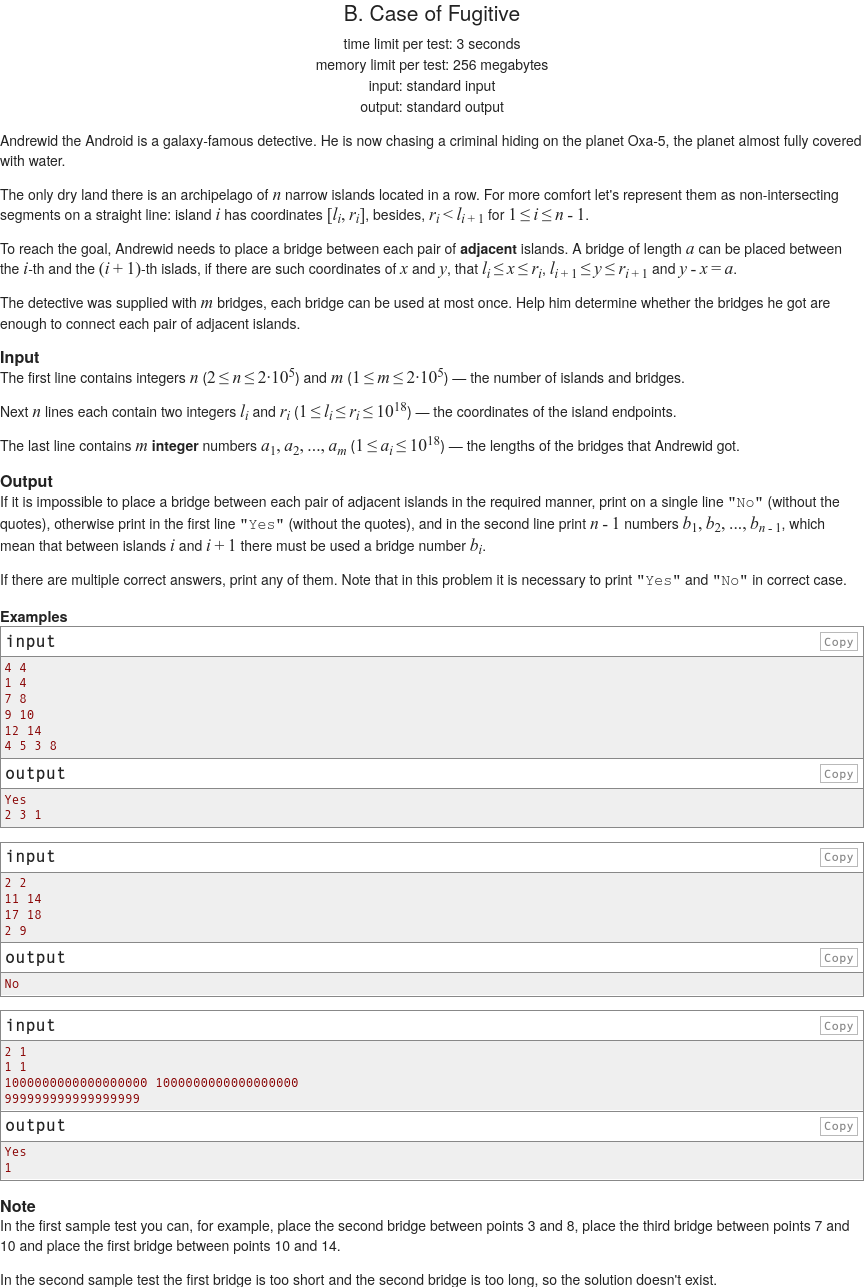 B. Case of Fugitive
time limit per test: 3 seconds
memory limit per test: 256 megabytes
input: standard input
output: standard output
Andrewid the Android is a galaxy-famous detective. He is now chasing a criminal hiding on the planet Oxa-5, the planet almost fully covered
with water.
The only dry land there is an archipelago of n narrow islands located in a row. For more comfort let's represent them as non-intersecting
segments on a straight line: island i has coordinates [l_i, r_i], besides, r_i < l_{i+1} for 1 ≤ i ≤ n - 1.
To reach the goal, Andrewid needs to place a bridge between each pair of adjacent islands. A bridge of length a can be placed between
the i-th and the (i + 1)-th islads, if there are such coordinates of x and y, that l_i ≤ x ≤ r_i, l_{i+1} ≤ y ≤ r_{i+1} and y - x = a.
The detective was supplied with m bridges, each bridge can be used at most once. Help him determine whether the bridges he got are
enough to connect each pair of adjacent islands.
Input
The first line contains integers n (2 ≤ n ≤ 2·10^5) and m (1 ≤ m ≤ 2·10^5) — the number of islands and bridges.
Next n lines each contain two integers l_i and r_i (1 ≤ l_i ≤ r_i ≤ 10^18) — the coordinates of the island endpoints.
The last line contains m integer numbers a_1, a_2, ..., a_m (1 ≤ a_i ≤ 10^18) — the lengths of the bridges that Andrewid got.
Output
If it is impossible to place a bridge between each pair of adjacent islands in the required manner, print on a single line "No" (without the
quotes), otherwise print in the first line "Yes" (without the quotes), and in the second line print n - 1 numbers b_1, b_2, ..., b_{n-1}, which
mean that between islands i and i + 1 there must be used a bridge number b_i.
If there are multiple correct answers, print any of them. Note that in this problem it is necessary to print "Yes" and "No" in correct case.
Examples
input Copy
4 4
1 4
7 8
9 10
12 14
4 5 3 8
output Copy
Yes
2 3 1
input Copy
2 2
11 14
17 18
2 9
output Copy
No
input Copy
2 1
1 1
1000000000000000000 1000000000000000000
999999999999999999
output Copy
Yes
1
Note
In the first sample test you can, for example, place the second bridge between points 3 and 8, place the third bridge between points 7 and
10 and place the first bridge between points 10 and 14.
In the second sample test the first bridge is too short and the second bridge is too long, so the solution doesn't exist.